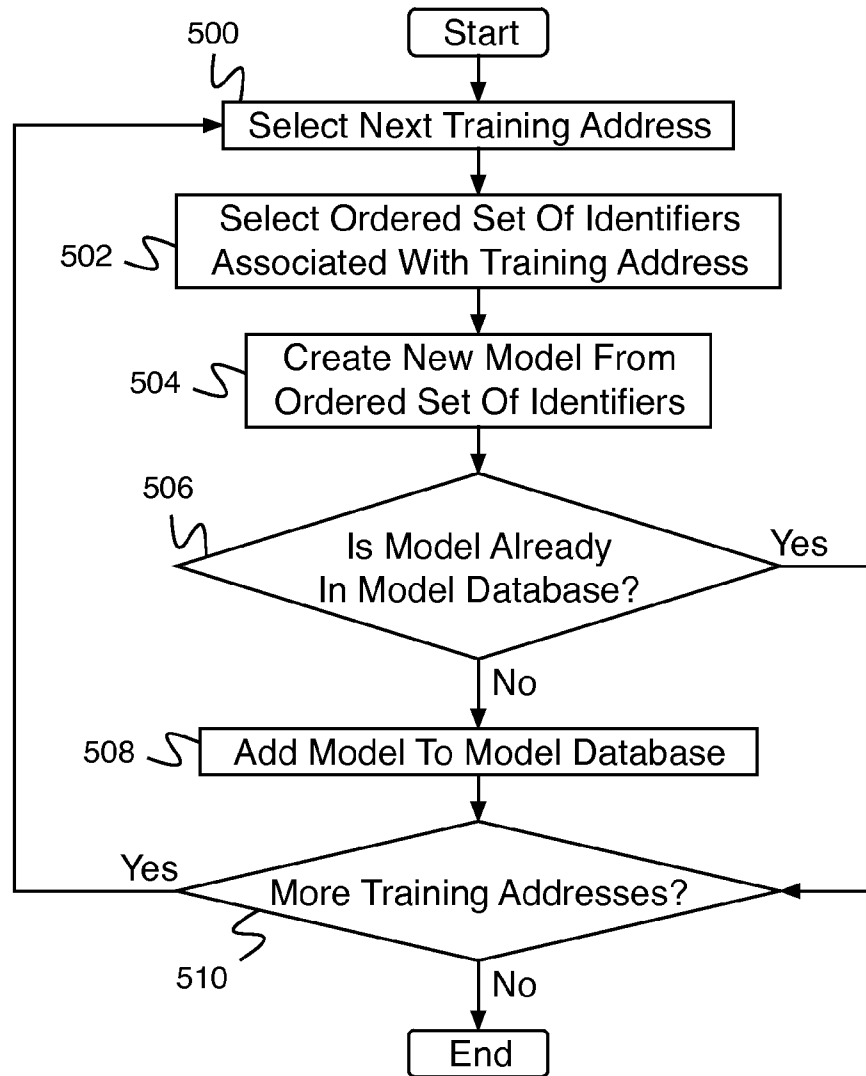 Start
500
Select Next Training Address
Select Ordered Set Of Identifiers
Associated With Training Address
502
Create New Model From
Ordered Set Of Identifiers
504
506
Is Model Already
In Model Database?
Yes
No
508
Add Model To Model Database
Yes
More Training Addresses?
510
No
End